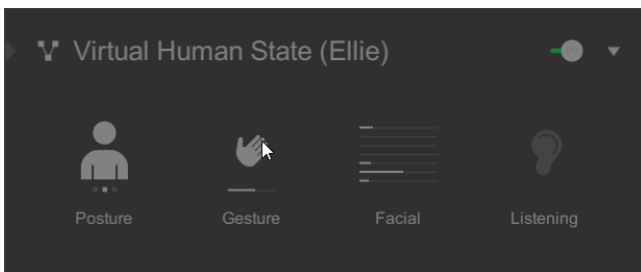 Virtual Human State (Ellie)
Posture
Gesture
Facial
Listening